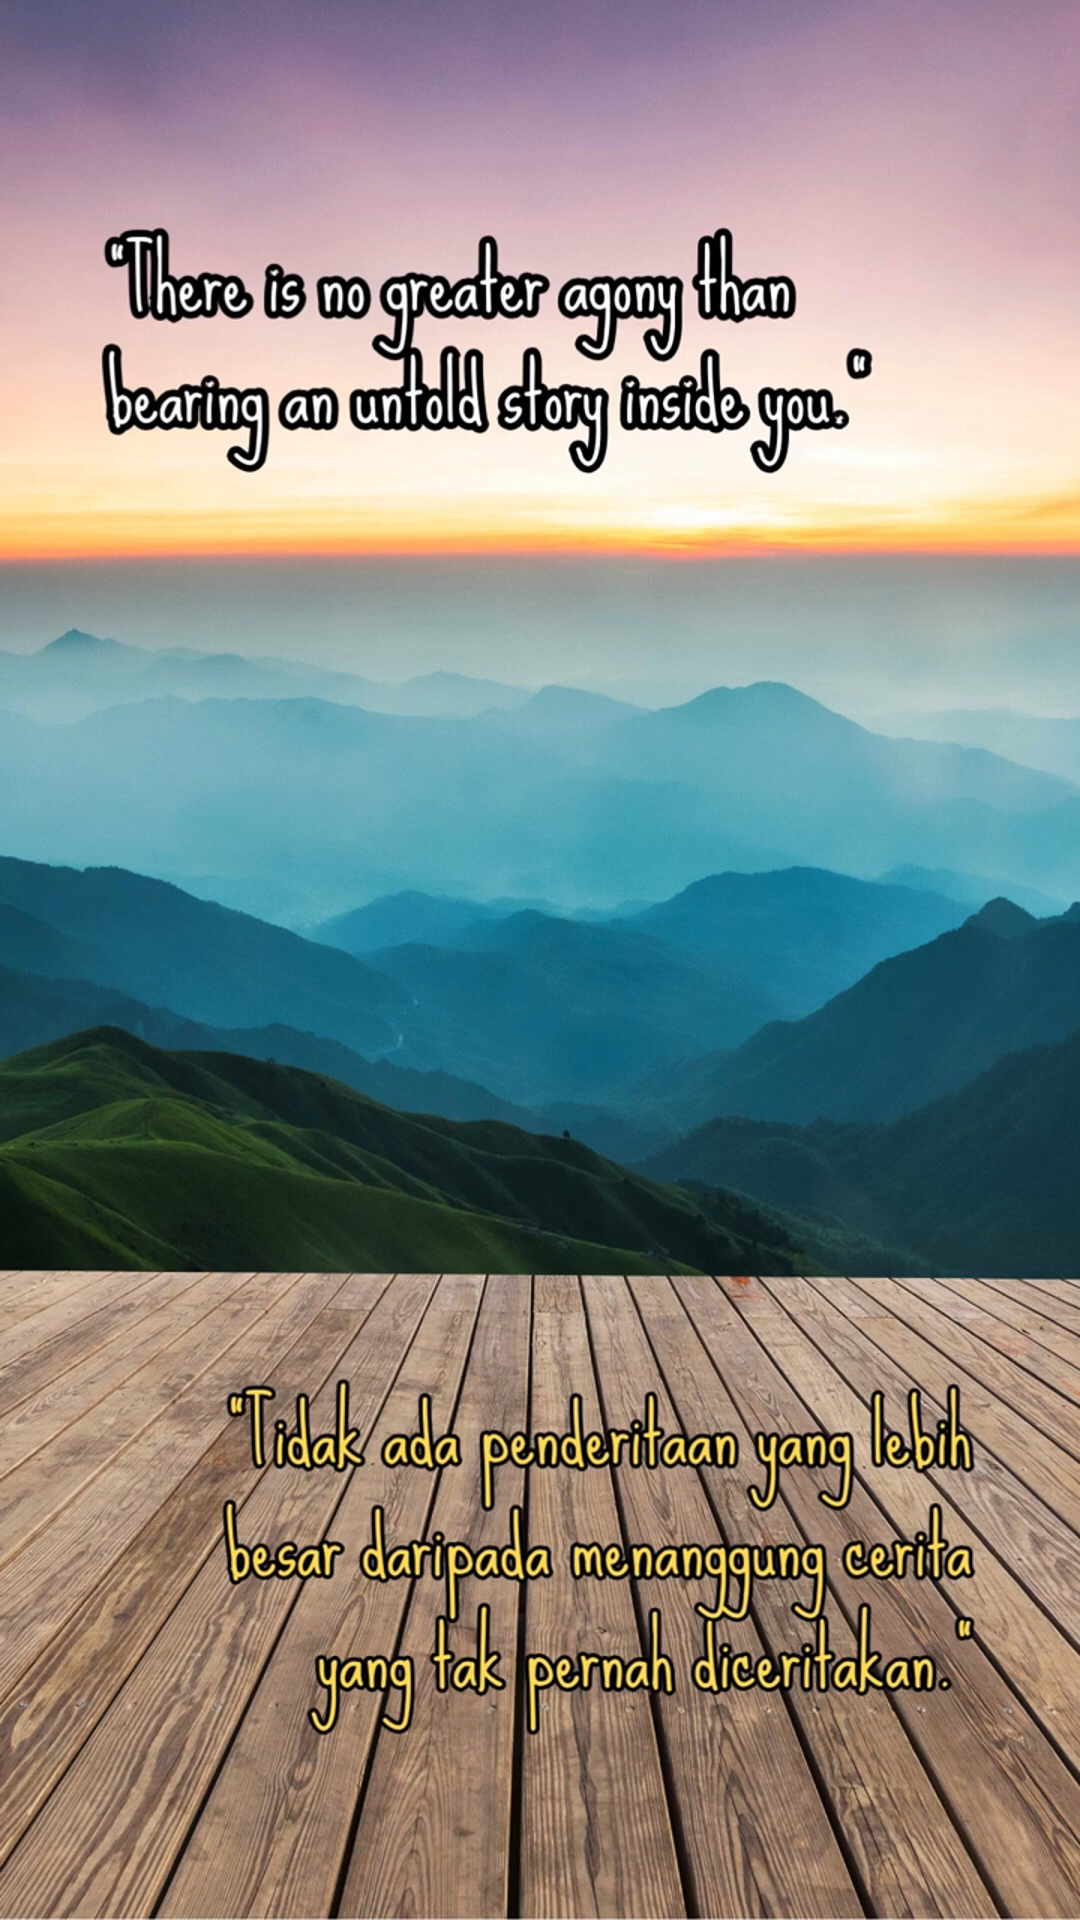 "There is no greater agony than
bearing an untold story inside you."
"Tidak ada penderitaan yang lebih
besar daripada menanggung cerita
yang tak pernah diceritakan."